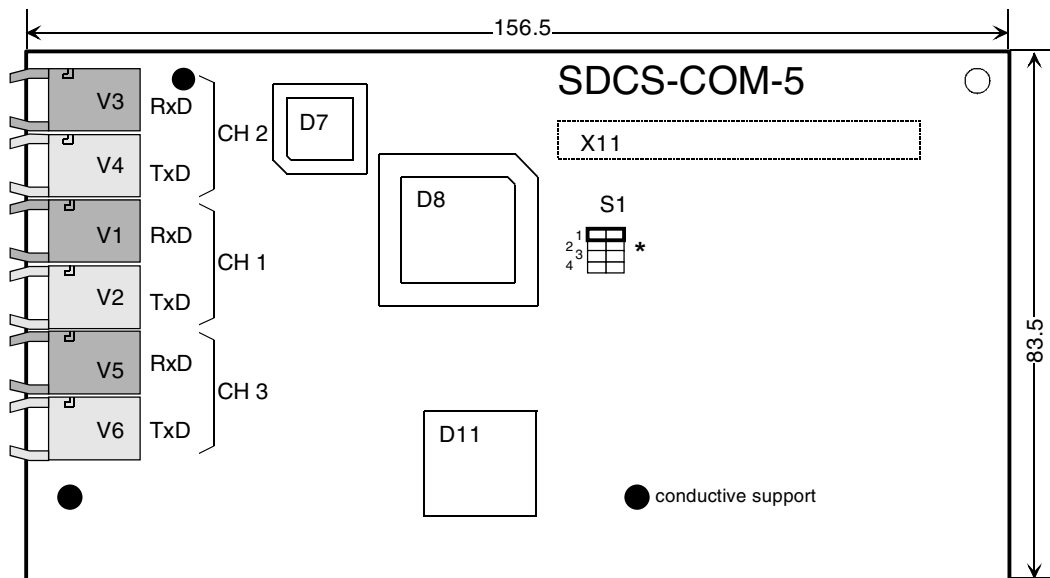 156.5
SDCS-COM-5
V3 RxD
CH 2
V4 TxD
D7
X11
V1 RxD
CH 1
V2 TxD
D8
S1
1
2
3
4
*
V5 RxD
CH 3
V6 TxD
D11
83.5
conductive support